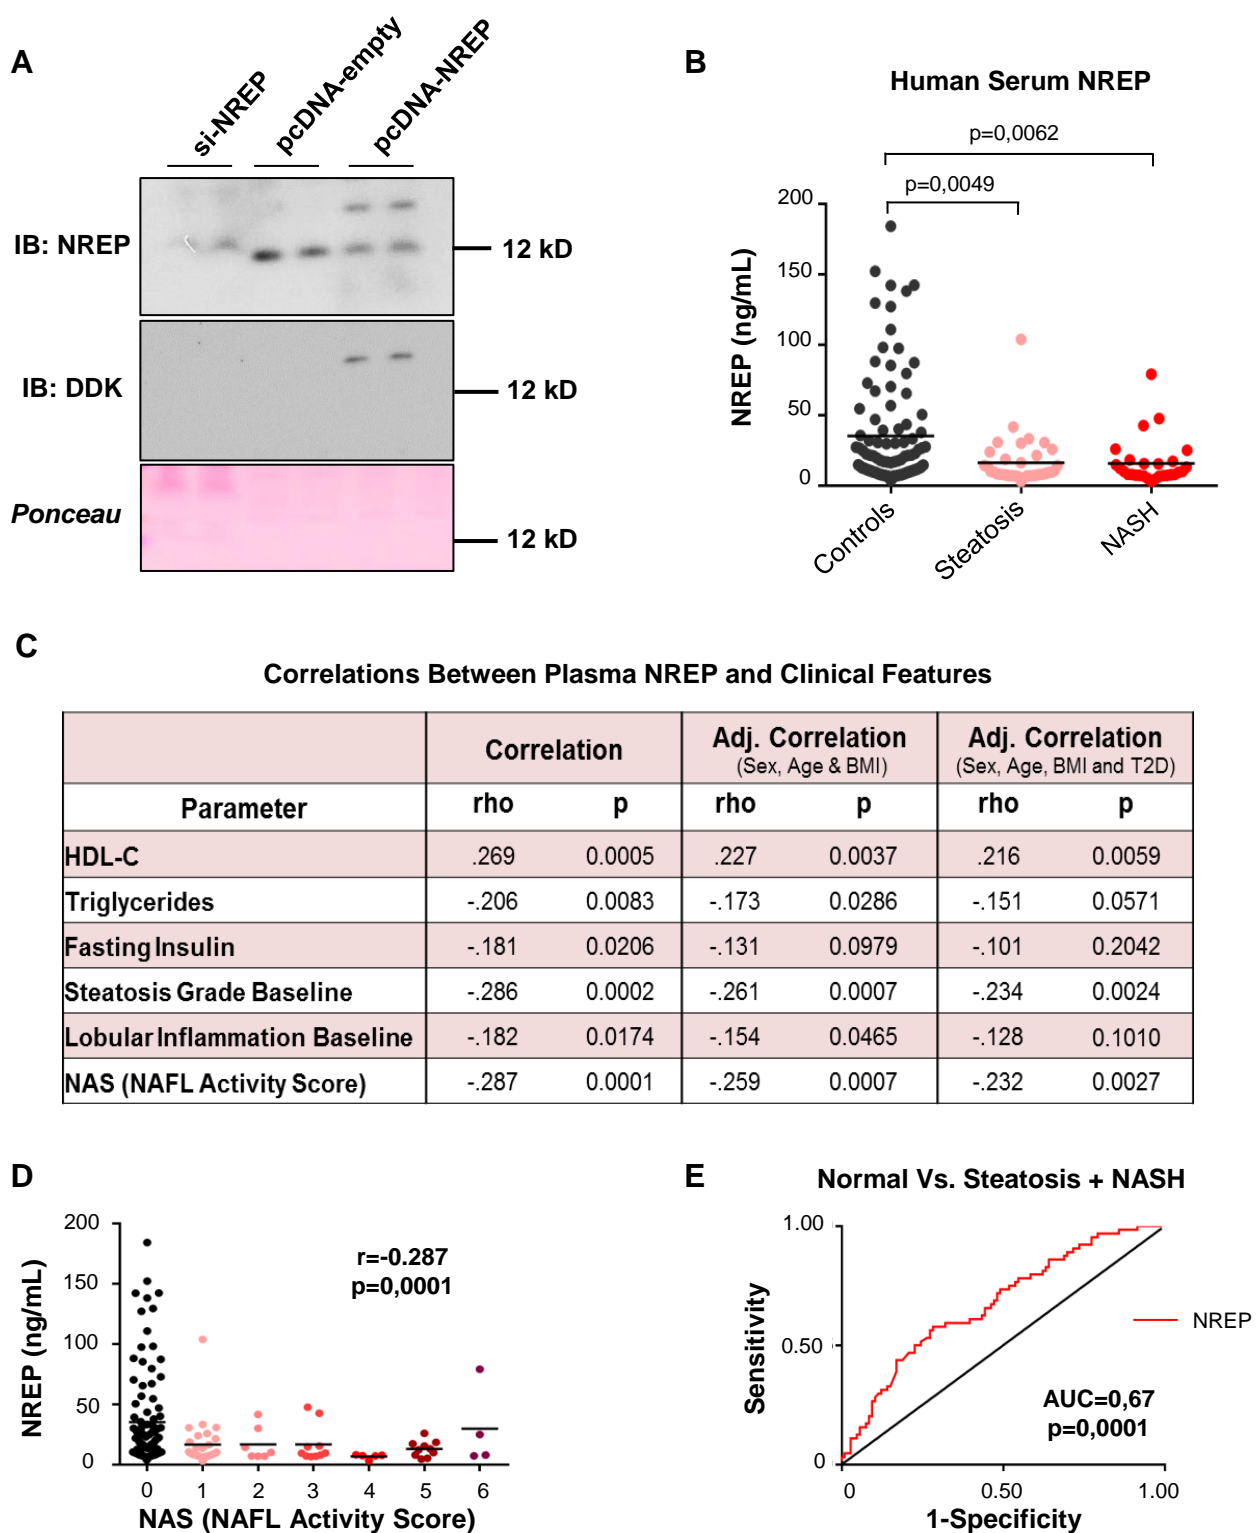 A
si-NREP
pcDNA-empty
pcDNA-NREP
IB: NREP
12 kD
IB: DDK
12 kD
Ponceau
12 kD
B
Human Serum NREP
p=0,0062
p=0,0049
NREP (ng/mL)
200
150
100
50
0
Controls
Steatosis
NASH
C
Correlations Between Plasma NREP and Clinical Features
Correlation
Adj. Correlation
(Sex, Age & BMI)
Adj. Correlation
(Sex, Age, BMI and T2D)
Parameter rho p rho p rho p
HDL-C .269 0.0005 .227 0.0037 .216 0.0059
Triglycerides -.206 0.0083 -.173 0.0286 -.151 0.0571
Fasting Insulin -.181 0.0206 -.131 0.0979 -.101 0.2042
Steatosis Grade Baseline -.286 0.0002 -.261 0.0007 -.234 0.0024
Lobular Inflammation Baseline -.182 0.0174 -.154 0.0465 -.128 0.1010
NAS (NAFL Activity Score) -.287 0.0001 -.259 0.0007 -.232 0.0027
D
NREP (ng/mL)
200
150
100
50
0
r=-0.287
p=0,0001
0 1 2 3 4 5 6
NAS (NAFL Activity Score)
E
Normal Vs. Steatosis + NASH
Sensitivity
1.00
0.50
0
NREP
AUC=0,67
p=0,0001
0 0.50 1.00
1-Specificity